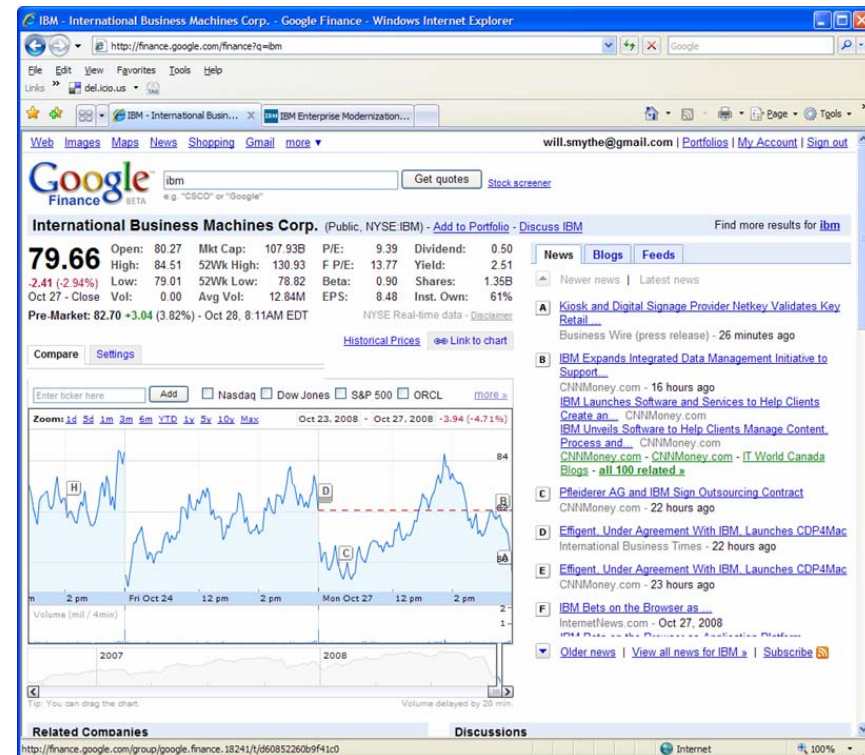 IBM - International Business Machines Corp. - Google Finance - Windows Internet Explorer
http://finance.google.com/finance?q=ibm
Google
File Edit View Favorites Tools Help
Links » del.icio.us TAG
IBM - International Busin... IBM Enterprise Modernization...
Page Tools
Web Images Maps News Shopping Gmail more ▼
will.smythe@gmail.com | Portfolios | My Account | Sign out
Google Finance BETA
ibm
Get quotes Stock screener
e.g. "CSCO" or "Google"
International Business Machines Corp. (Public, NYSE:IBM) - Add to Portfolio - Discuss IBM
Find more results for ibm
79.66
-2.41 (-2.94%)
Oct 27 - Close
Open: 80.27 Mkt Cap: 107.93B P/E: 9.39 Dividend: 0.50
High: 84.51 52Wk High: 130.93 F P/E: 13.77 Yield: 2.51
Low: 79.01 52Wk Low: 78.82 Beta: 0.90 Shares: 1.35B
Vol: 0.00 Avg Vol: 12.84M EPS: 8.48 Inst. Own: 61%
Pre-Market: 82.70 +3.04 (3.82%) - Oct 28, 8:11AM EDT
NYSE Real-time data - Disclaimer
Historical Prices Link to chart
Compare Settings
Enter ticker here Add Nasdaq Dow Jones S&P 500 ORCL more »
Zoom: 1d 5d 1m 3m 6m YTD 1y 5y 10y Max
Oct 23, 2008 - Oct 27, 2008 -3.94 (-4.71%)
84
H
D
B
82
C
A
80
2 pm Fri Oct 24 12 pm 2 pm Mon Oct 27 12 pm 2 pm
Volume (mil / 4min)
2
1
2007 2008
Tip: You can drag the chart.
Volume delayed by 20 min.
Related Companies
News Blogs Feeds
Newer news | Latest news
A Kiosk and Digital Signage Provider Netkey Validates Key
Retail ...
Business Wire (press release) - 26 minutes ago
B IBM Expands Integrated Data Management Initiative to
Support...
CNNMoney.com - 16 hours ago
IBM Launches Software and Services to Help Clients
Create an... CNNMoney.com
IBM Unveils Software to Help Clients Manage Content,
Process and... CNNMoney.com
CNNMoney.com - CNNMoney.com - IT World Canada
Blogs - all 100 related »
C Pfleiderer AG and IBM Sign Outsourcing Contract
CNNMoney.com - 22 hours ago
D Effigent, Under Agreement With IBM, Launches CDP4Mac
International Business Times - 22 hours ago
E Effigent, Under Agreement With IBM, Launches CDP4Mac
CNNMoney.com - 23 hours ago
F IBM Bets on the Browser as ...
InternetNews.com - Oct 27, 2008
IBM Bets on the Browser as Application Platform
Older news | View all news for IBM » | Subscribe
Discussions
http://finance.google.com/group/google.finance.18241/t/d60852260b9f41c0
Internet
100%